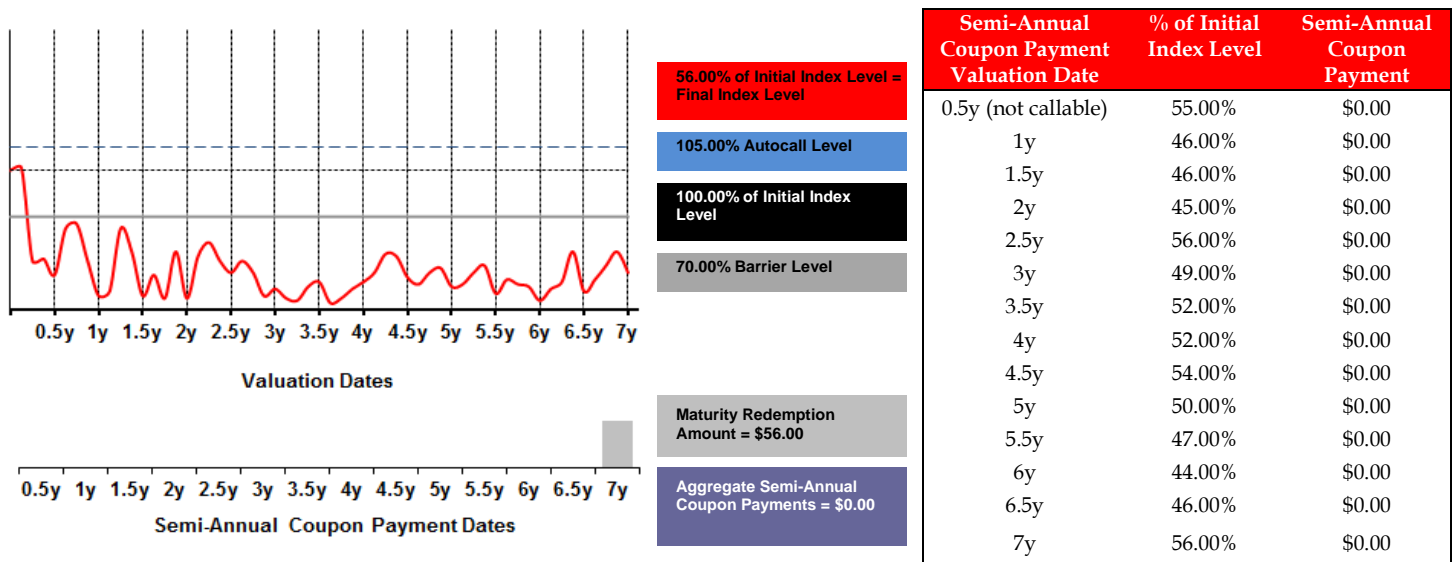 0.5y 1y 1.5y 2y 2.5y 3y 3.5y 4y 4.5y 5y 5.5y 6y 6.5y 7y
Valuation Dates
0.5y 1y 1.5y 2y 2.5y 3y 3.5y 4y 4.5y 5y 5.5y 6y 6.5y 7y
Semi-Annual Coupon Payment Dates
56.00% of Initial Index Level =
Final Index Level
105.00% Autocall Level
100.00% of Initial Index
Level
70.00% Barrier Level
Maturity Redemption
Amount = $56.00
Aggregate Semi-Annual
Coupon Payments = $0.00
Semi-Annual % of Initial Semi-Annual
Coupon Payment Index Level Coupon
Valuation Date Payment
0.5y (not callable) 55.00% $0.00
1y 46.00% $0.00
1.5y 46.00% $0.00
2y 45.00% $0.00
2.5y 56.00% $0.00
3y 49.00% $0.00
3.5y 52.00% $0.00
4y 52.00% $0.00
4.5y 54.00% $0.00
5y 50.00% $0.00
5.5y 47.00% $0.00
6y 44.00% $0.00
6.5y 46.00% $0.00
7y 56.00% $0.00